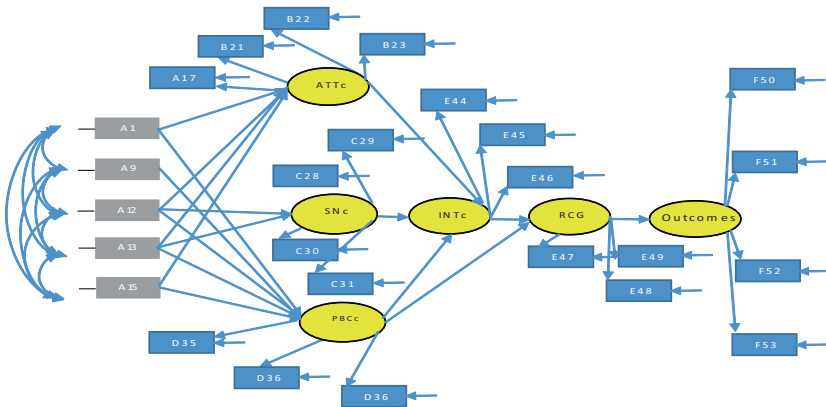 B22
B21
B23
A17
ATTc
F50
E44
A1
E45
C29
F51
A9
C28
E46
A12
SNc
INTc
RCG
Outcomes
A13
C30
E47
E49
F52
C31
A15
E48
PBCc
D35
F53
D36
D36